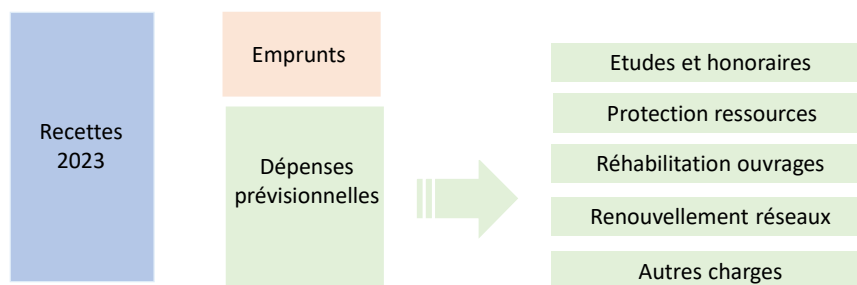 Recettes
2023
Emprunts
Dépenses
prévisionnelles
Etudes et honoraires
Protection ressources
Réhabilitation ouvrages
Renouvellement réseaux
Autres charges